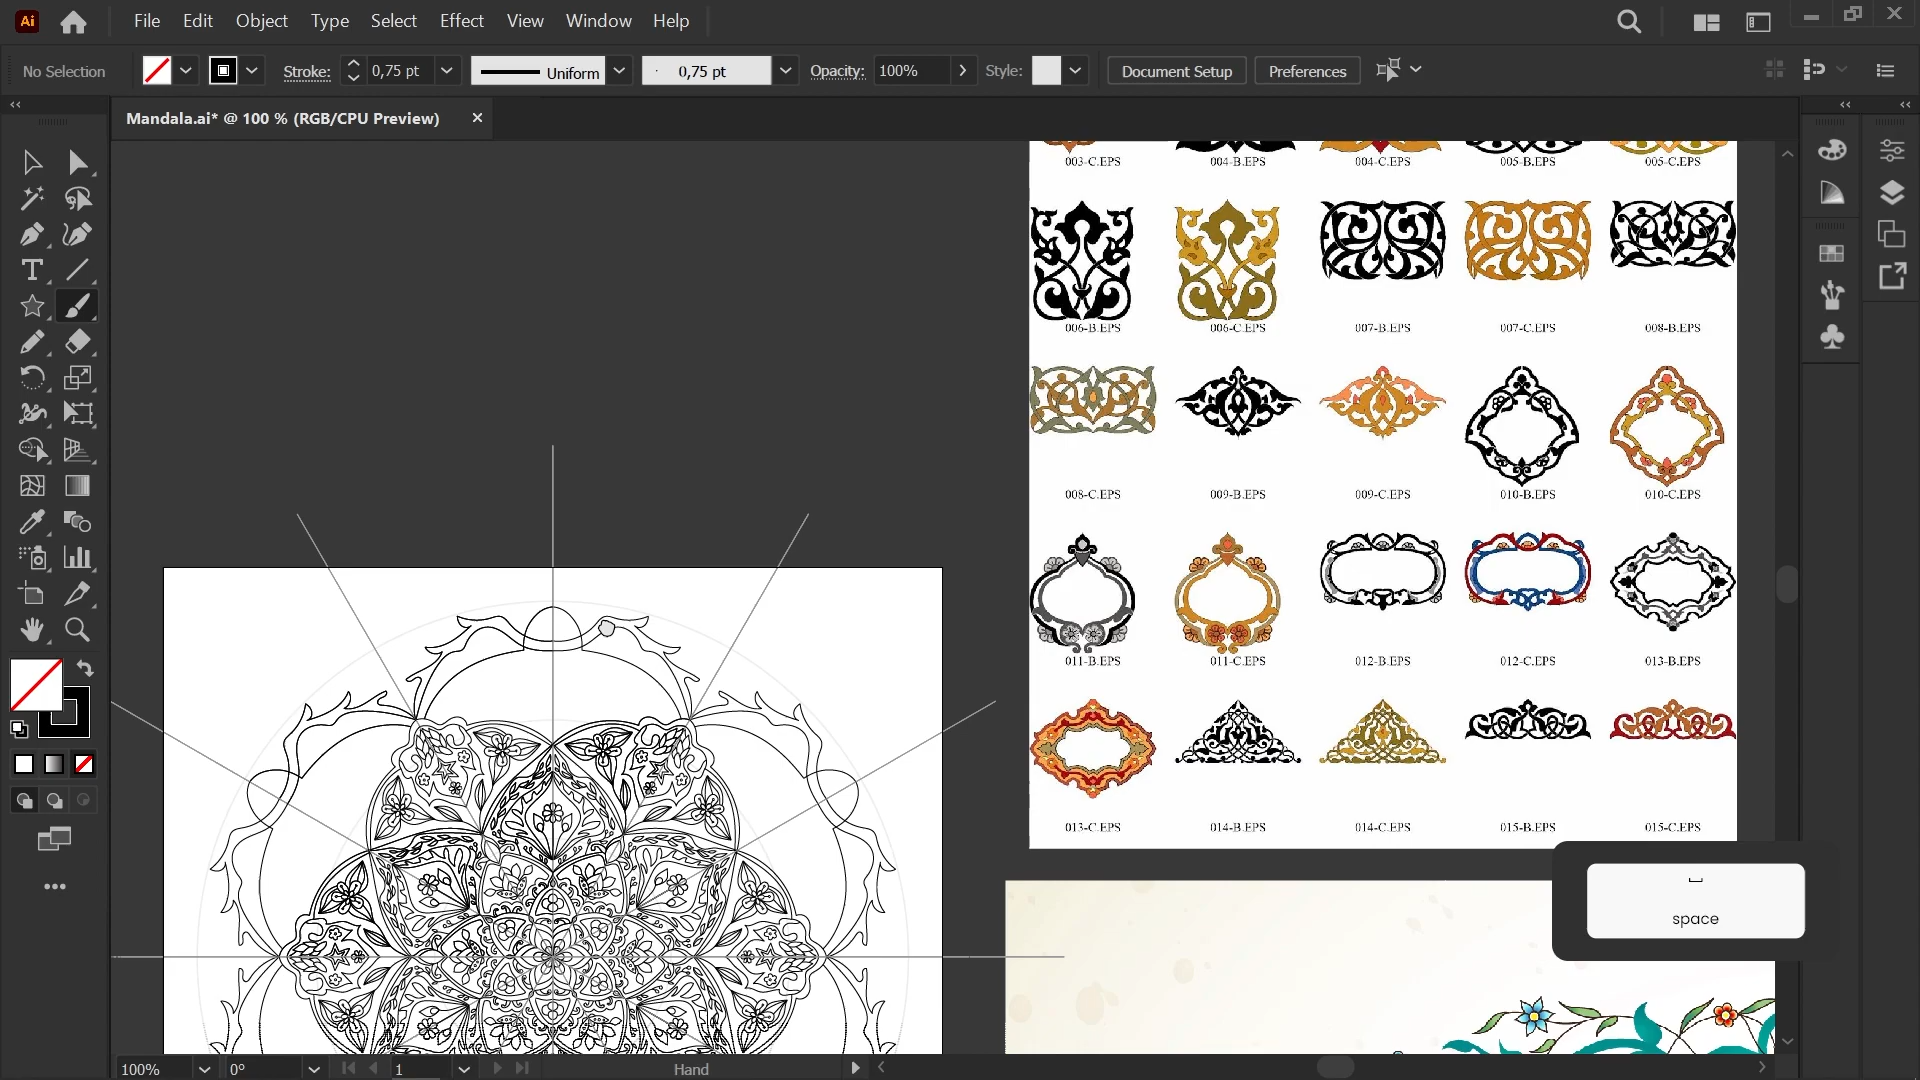 Ai File Edit Object Type Select Effect View Window Help
No Selection Stroke: 0,75 pt Uniform 0,75 pt Opacity: 100% Style: Document Setup Preferences
Mandala.ai* @ 100 % (RGB/CPU Preview)
003-C.EPS 004-B.EPS 004-C.EPS 005-B.EPS 005-C.EPS
006-B.EPS 006-C.EPS 007-B.EPS 007-C.EPS 008-B.EPS
008-C.EPS 009-B.EPS 009-C.EPS 010-B.EPS 010-C.EPS
011-B.EPS 011-C.EPS 012-B.EPS 012-C.EPS 013-B.EPS
013-C.EPS 014-B.EPS 014-C.EPS 015-B.EPS 015-C.EPS
space
100% 0° 1 Hand